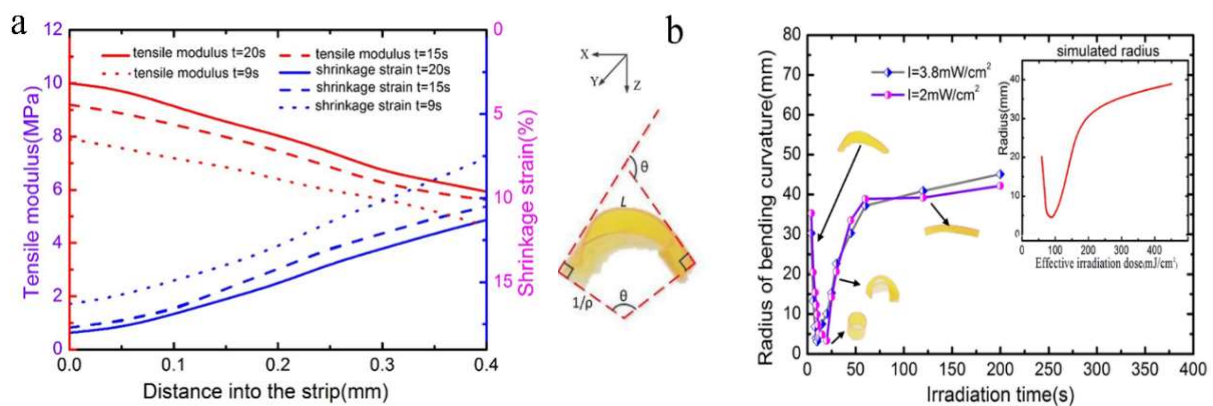 a
Tensile modulus(MPa)
12
10
8
6
4
2
0
tensile modulus t=20s
tensile modulus t=15s
tensile modulus t=9s
shrinkage strain t=20s
shrinkage strain t=15s
shrinkage strain t=9s
0
5
10
15
Shrinkage strain(%)
0.0 0.1 0.2 0.3 0.4
Distance into the strip(mm)
X
Y
Z
θ
L
1/ρ
θ
b
Radius of bending curvature(mm)
80
70
60
50
40
30
20
10
0
I=3.8mW/cm²
I=2mW/cm²
simulated radius
Radius(mm)
40
30
20
10
0
0 100 200 300 400
Effective irradiation dose(mJ/cm²)
0 50 100 150 200 250 300 350 400
Irradiation time(s)